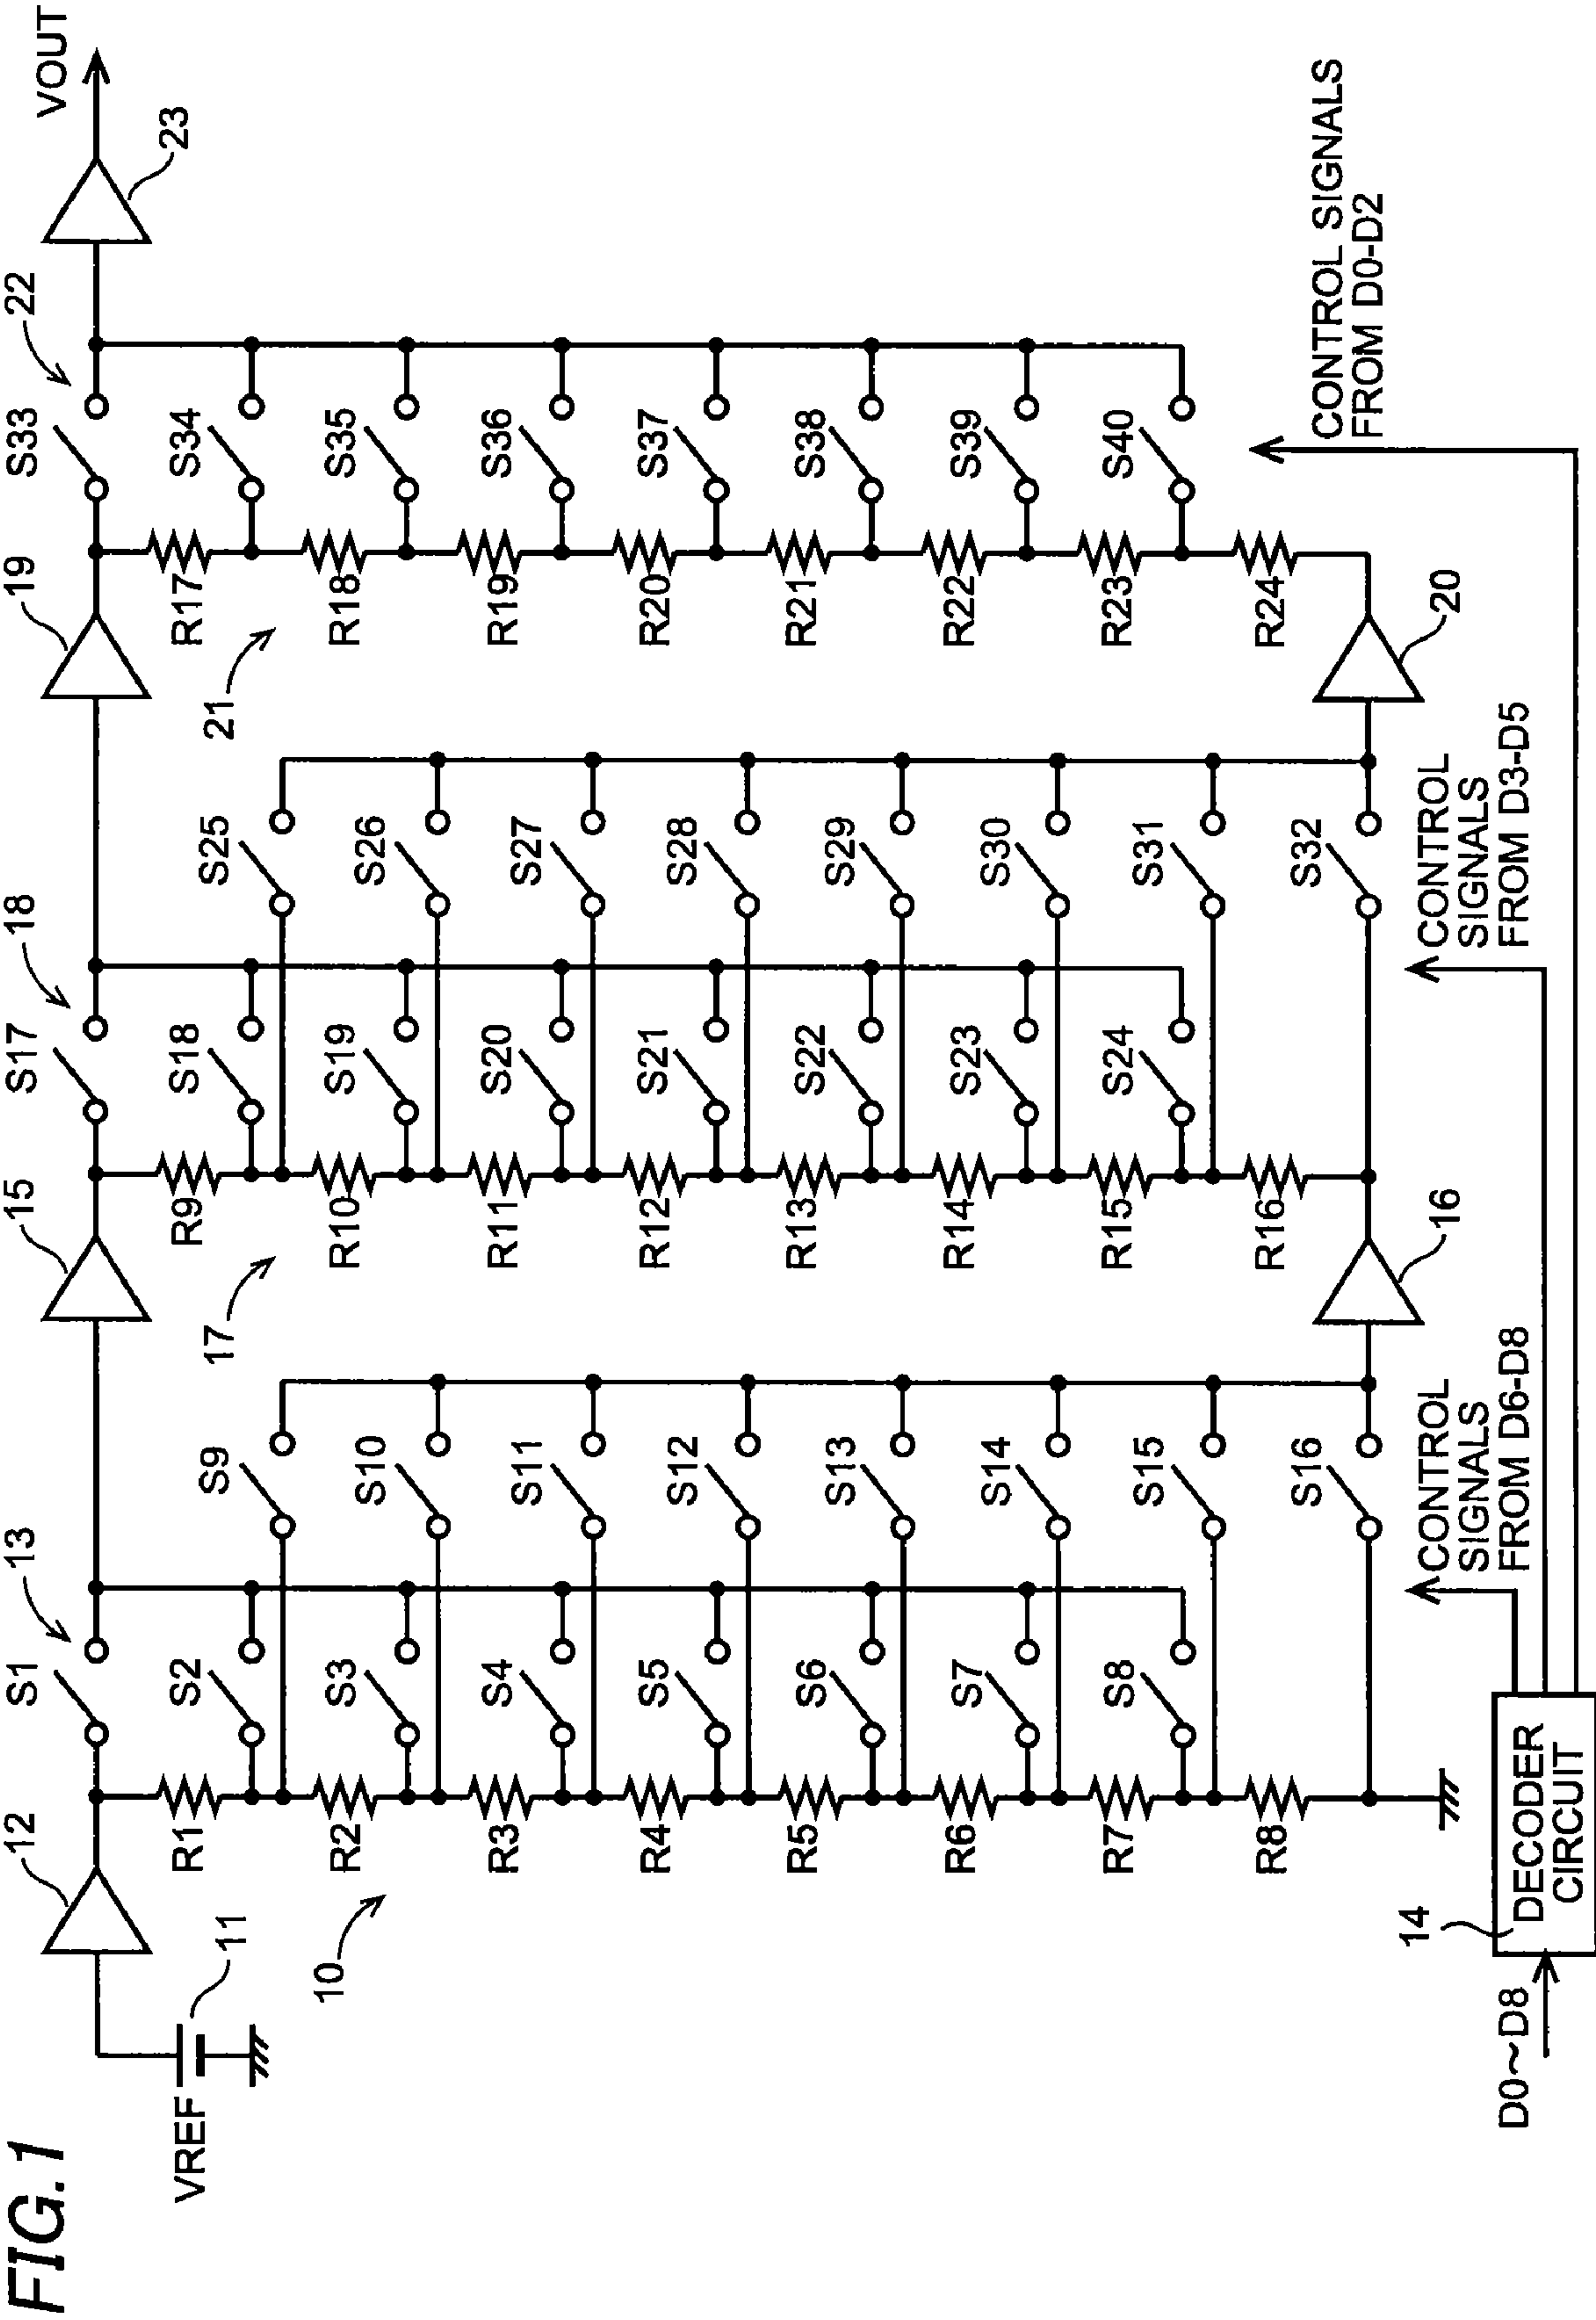 FIG.1
VREF
11
12
S1
13
15
S17
18
19
S33
22
23
VOUT
10
R1
R2
R3
R4
R5
R6
R7
R8
S2
S3
S4
S5
S6
S7
S8
S9
S10
S11
S12
S13
S14
S15
S16
17
R9
R10
R11
R12
R13
R14
R15
R16
16
S18
S19
S20
S21
S22
S23
S24
S25
S26
S27
S28
S29
S30
S31
S32
21
R17
R18
R19
R20
R21
R22
R23
R24
20
S34
S35
S36
S37
S38
S39
S40
D0~D8
14
DECODER
CIRCUIT
CONTROL
SIGNALS
FROM D6-D8
CONTROL
SIGNALS
FROM D3-D5
CONTROL SIGNALS
FROM D0-D2